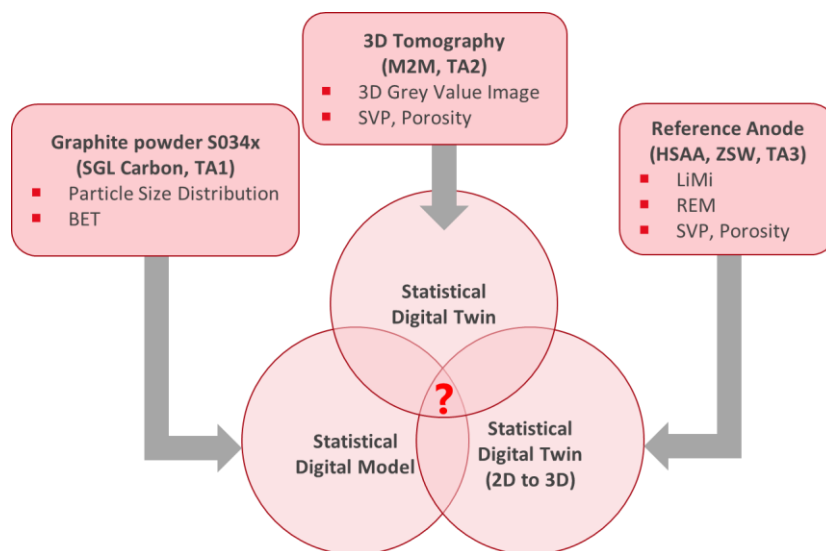 3D Tomography
(M2M, TA2)
3D Grey Value Image
SVP, Porosity
Graphite powder S034x
(SGL Carbon, TA1)
Particle Size Distribution
BET
Reference Anode
(HSAA, ZSW, TA3)
LiMi
REM
SVP, Porosity
Statistical
Digital Twin
?
Statistical
Digital Model
Statistical
Digital Twin
(2D to 3D)